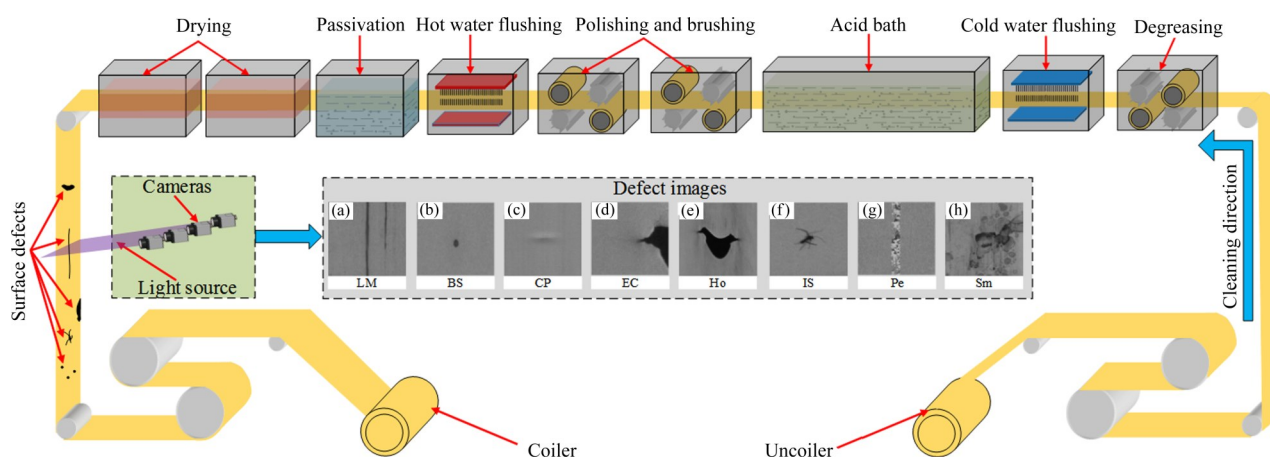 Drying
Passivation
Hot water flushing
Polishing and brushing
Acid bath
Cold water flushing
Degreasing
Surface defects
Cameras
Light source
Defect images
(a)
(b)
(c)
(d)
(e)
(f)
(g)
(h)
LM
BS
CP
EC
Ho
IS
Pe
Sm
Cleaning direction
Coiler
Uncoiler